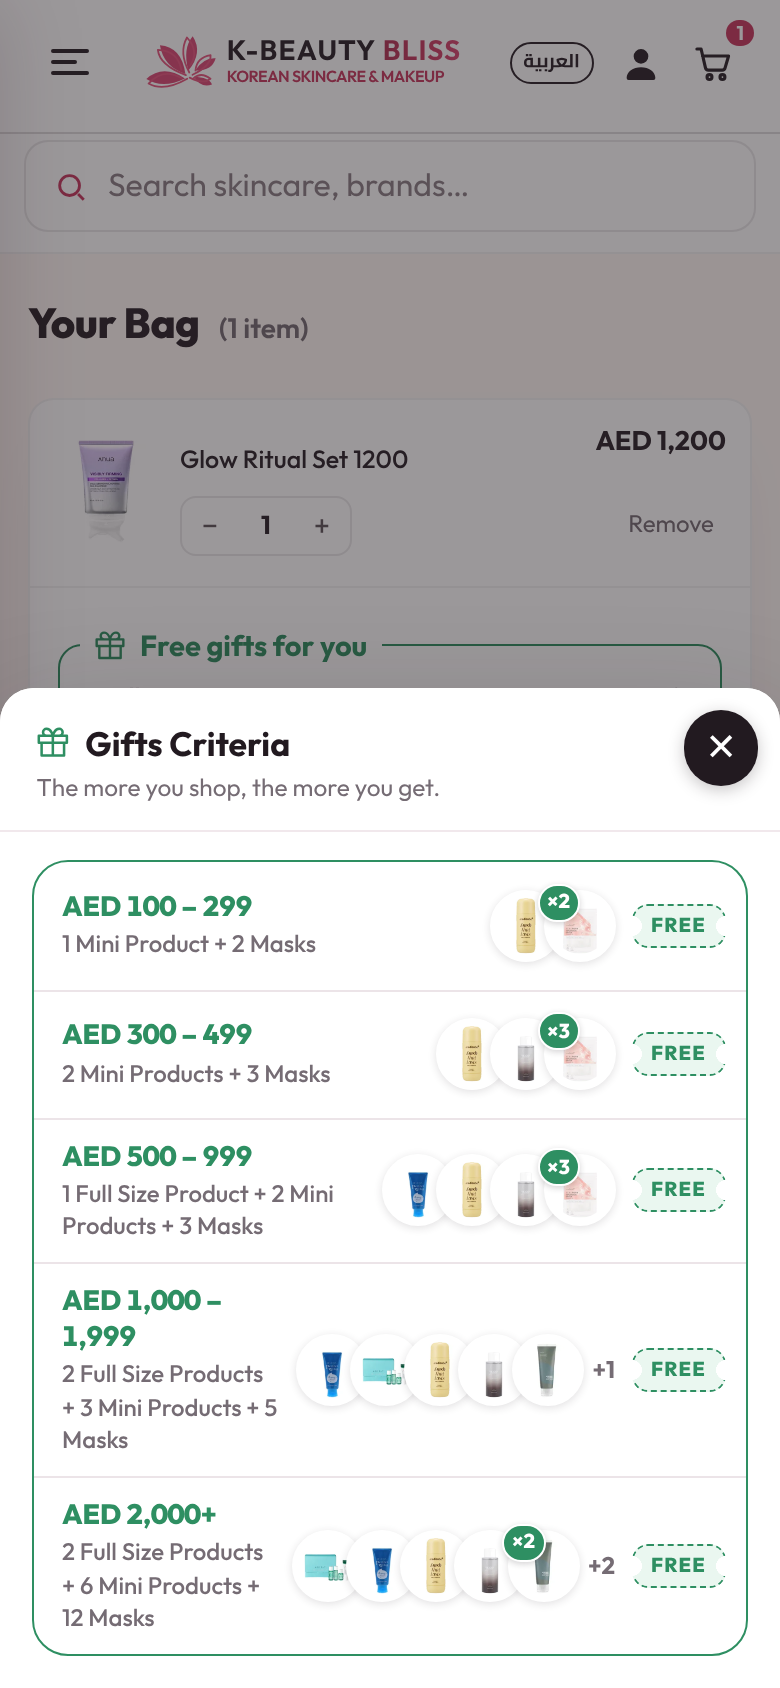 K-BEAUTY BLISS
KOREAN SKINCARE & MAKEUP
العربية
1
Search skincare, brands...
Your Bag (1 item)
AED 1,200
Glow Ritual Set 1200
− 1 +
Remove
Free gifts for you
Gifts Criteria
The more you shop, the more you get.
AED 100 – 299
1 Mini Product + 2 Masks
×2
FREE
AED 300 – 499
2 Mini Products + 3 Masks
×3
FREE
AED 500 – 999
1 Full Size Product + 2 Mini
Products + 3 Masks
×3
FREE
AED 1,000 –
1,999
2 Full Size Products
+ 3 Mini Products + 5
Masks
+1
FREE
AED 2,000+
2 Full Size Products
+ 6 Mini Products +
12 Masks
×2
+2
FREE